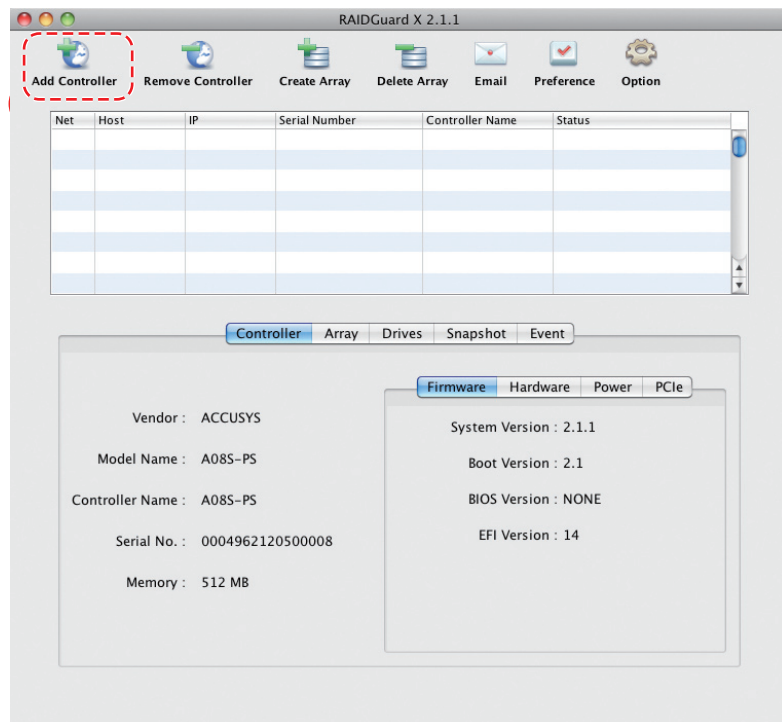 RAIDGuard X 2.1.1
Add Controller Remove Controller Create Array Delete Array Email Preference Option
Net Host IP Serial Number Controller Name Status
Controller Array Drives Snapshot Event
Firmware Hardware Power PCIe
Vendor : ACCUSYS
Model Name : A08S-PS
Controller Name : A08S-PS
Serial No. : 0004962120500008
Memory : 512 MB
System Version : 2.1.1
Boot Version : 2.1
BIOS Version : NONE
EFI Version : 14